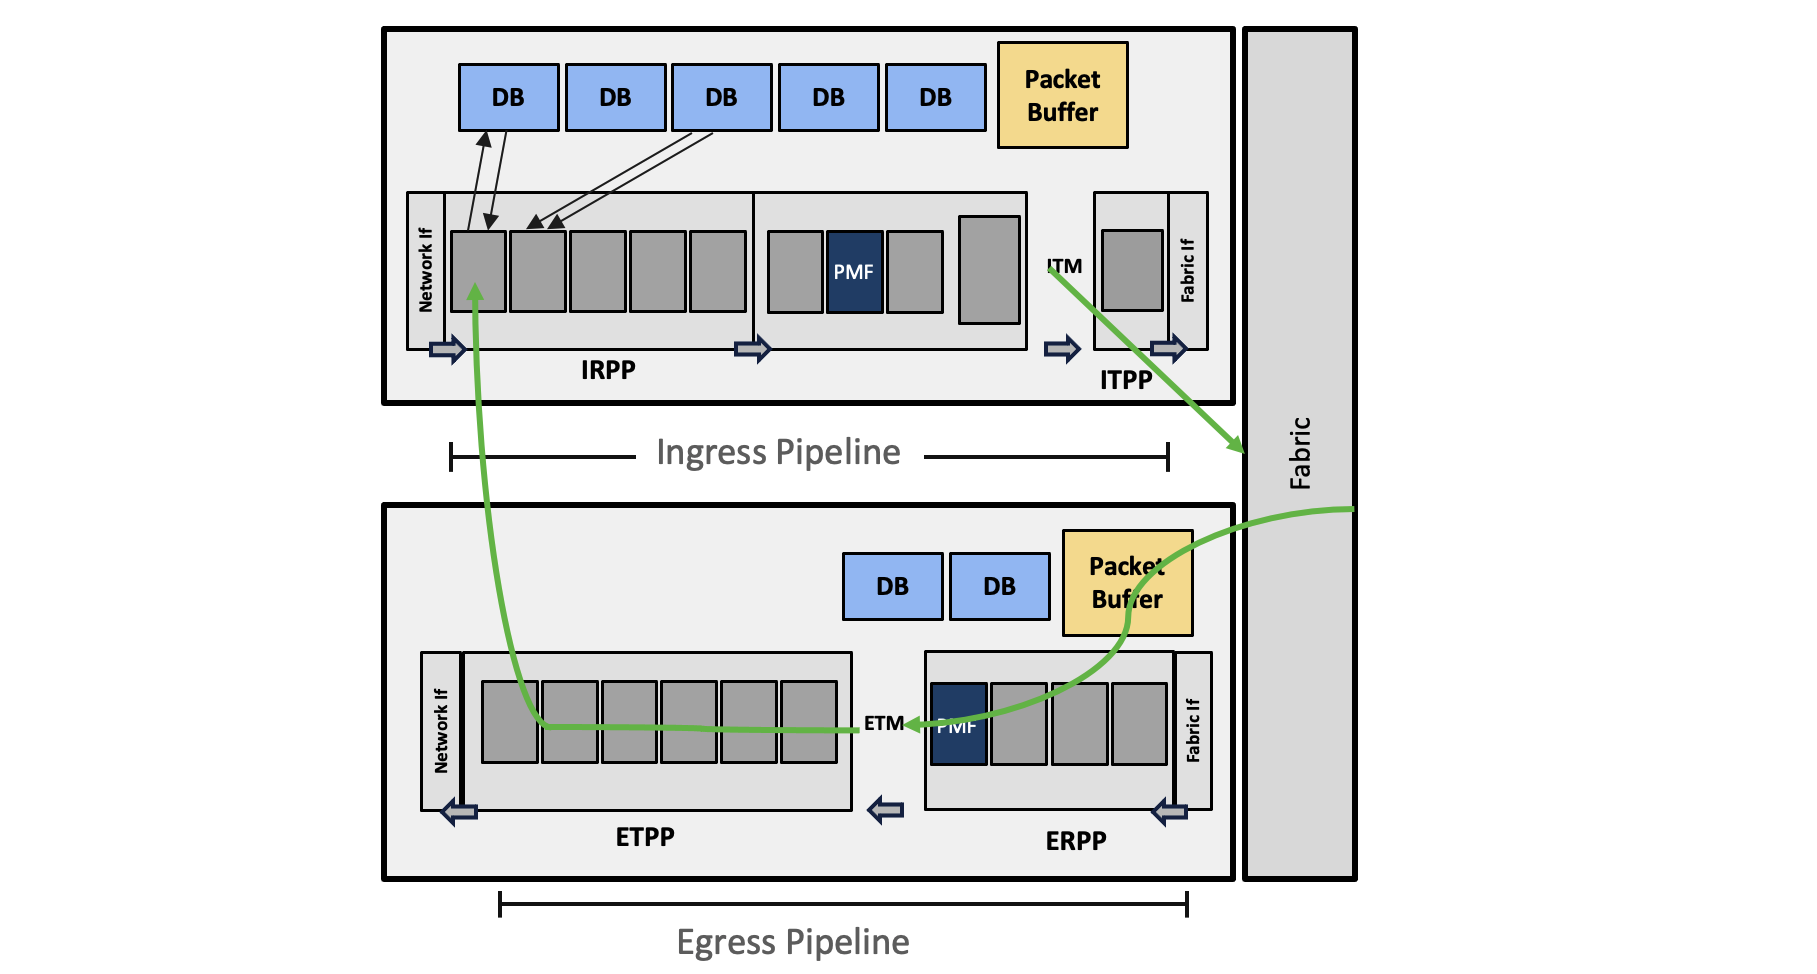 DB
DB
DB
DB
DB
Packet
Buffer
Network If
PMF
ITM
Fabric If
IRPP
ITPP
Ingress Pipeline
Fabric
DB
DB
Packet
Buffer
Network If
ETM
PMF
Fabric If
ETPP
ERPP
Egress Pipeline